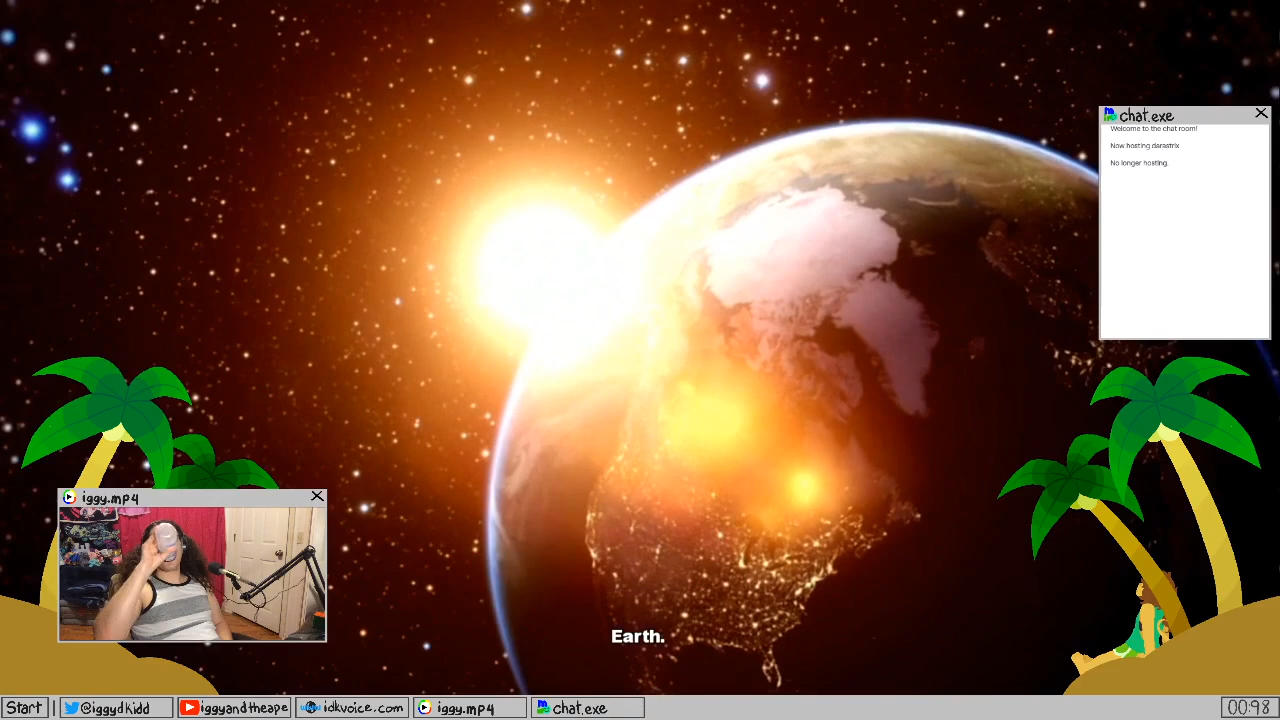 chat.exe
Welcome to the chat room!
Now hosting darastrix
No longer hosting.
iggy.mp4
Earth.
Start
@iggydkidd
iggyandtheape
www idkvoice.com
iggy.mp4
chat.exe
00:98